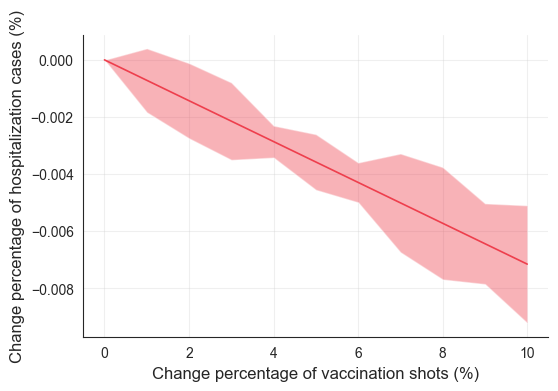 Change percentage of hospitalization cases (%)
0.000
−0.002
−0.004
−0.006
−0.008
0 2 4 6 8 10
Change percentage of vaccination shots (%)